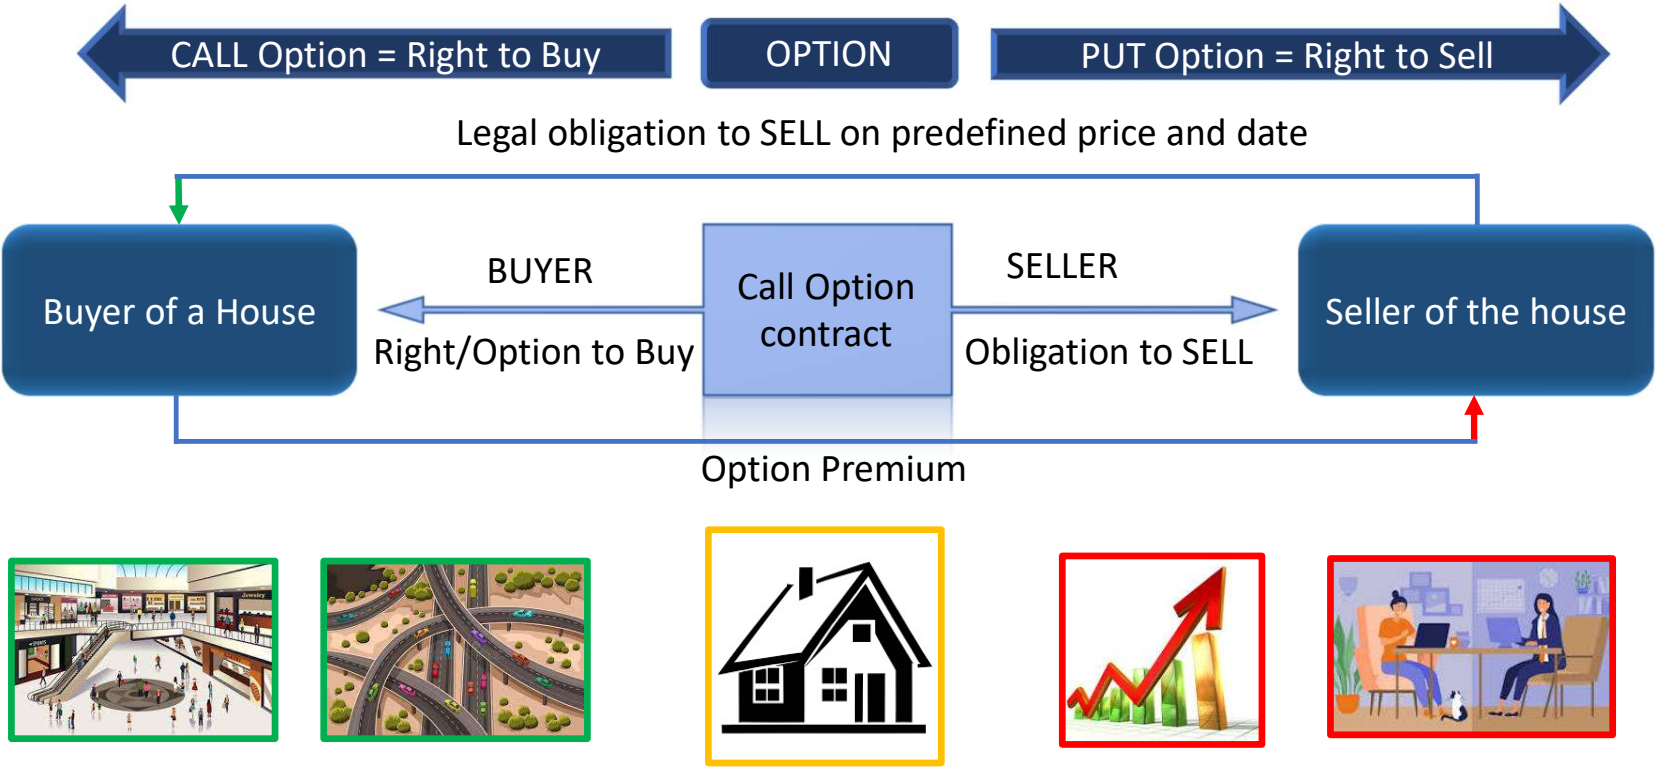 CALL Option = Right to Buy
OPTION
PUT Option = Right to Sell
Legal obligation to SELL on predefined price and date
Buyer of a House
BUYER
Right/Option to Buy
Call Option
contract
SELLER
Obligation to SELL
Seller of the house
Option Premium
Jewelry